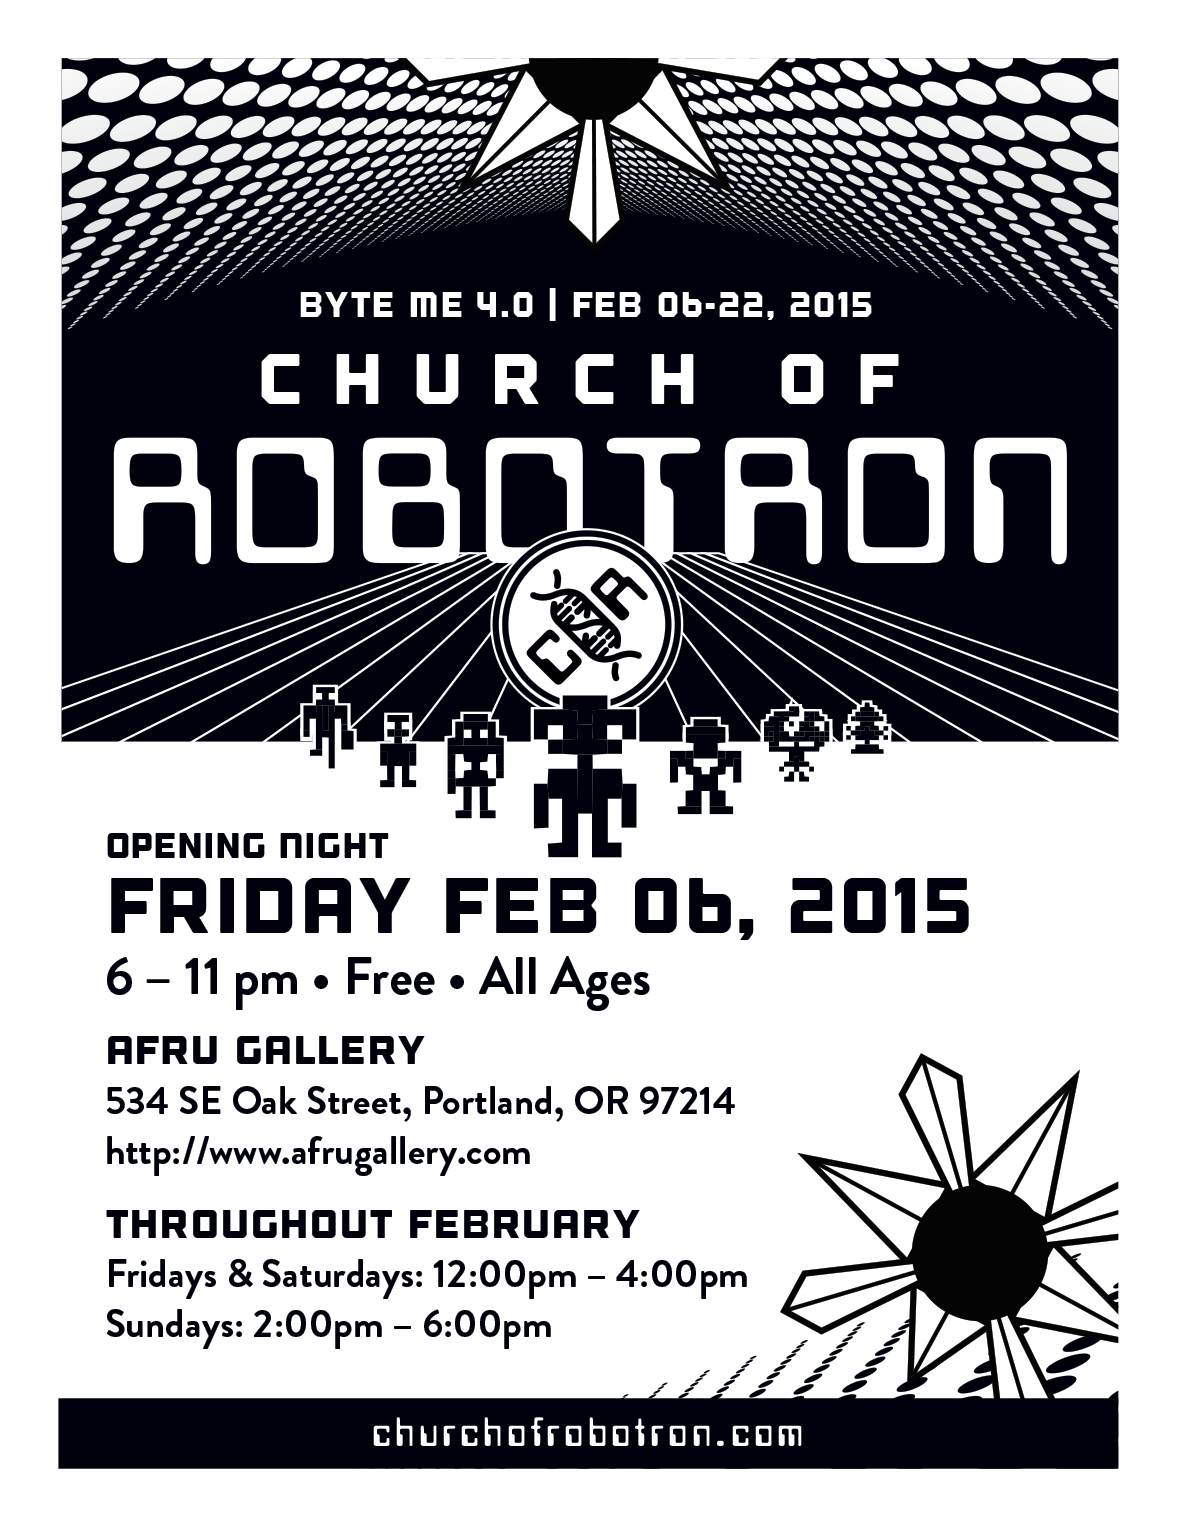 BYTE ME 4.0 | FEB 06-22, 2015
CHURCH OF
ROBOTRON
COR
OPENING NIGHT
FRIDAY FEB 06, 2015
6 – 11 pm • Free • All Ages
AFRU GALLERY
534 SE Oak Street, Portland, OR 97214
http://www.afrugallery.com
THROUGHOUT FEBRUARY
Fridays & Saturdays: 12:00pm – 4:00pm
Sundays: 2:00pm – 6:00pm
churchofrobotron.com